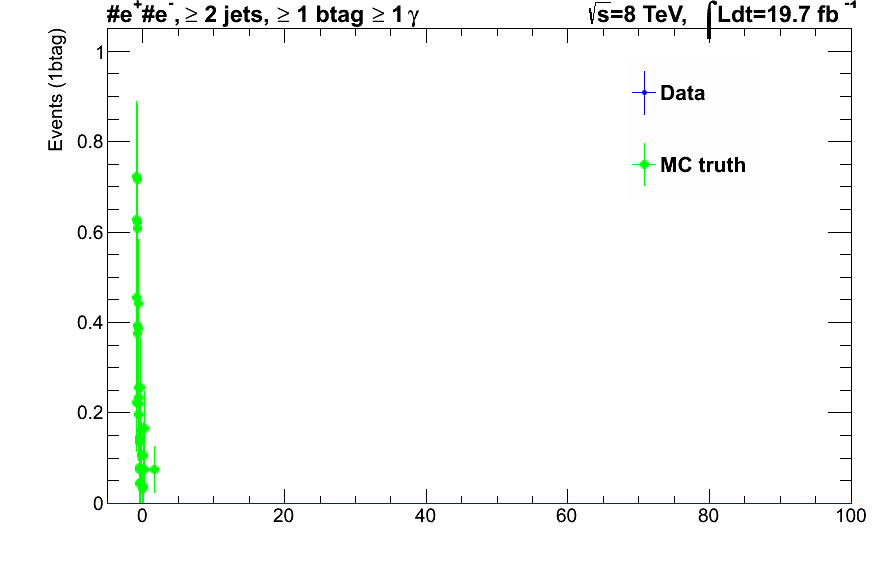 #e⁺#e⁻, ≥ 2 jets, ≥ 1 btag ≥ 1 γ
√s=8 TeV, ∫Ldt=19.7 fb⁻¹
Events (1btag)
Data
MC truth
1
0.8
0.6
0.4
0.2
0
0 20 40 60 80 100